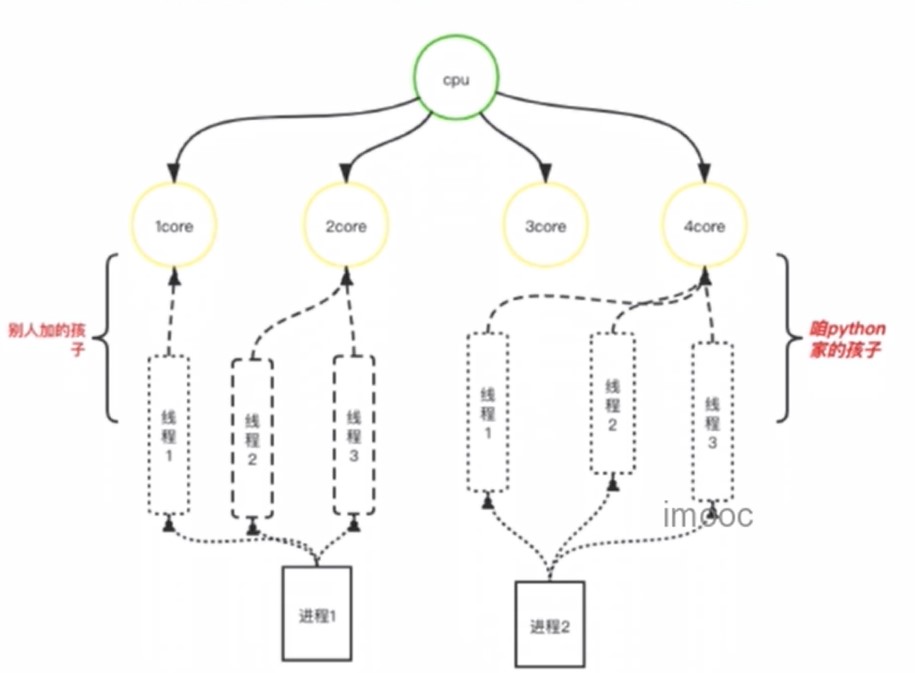 cpu
1core
2core
3core
4core
别人加的孩
子
咱python
家的孩子
线
程
1
线
程
2
线
程
3
线
程
1
线
程
2
线
程
3
imooc
进程1
进程2